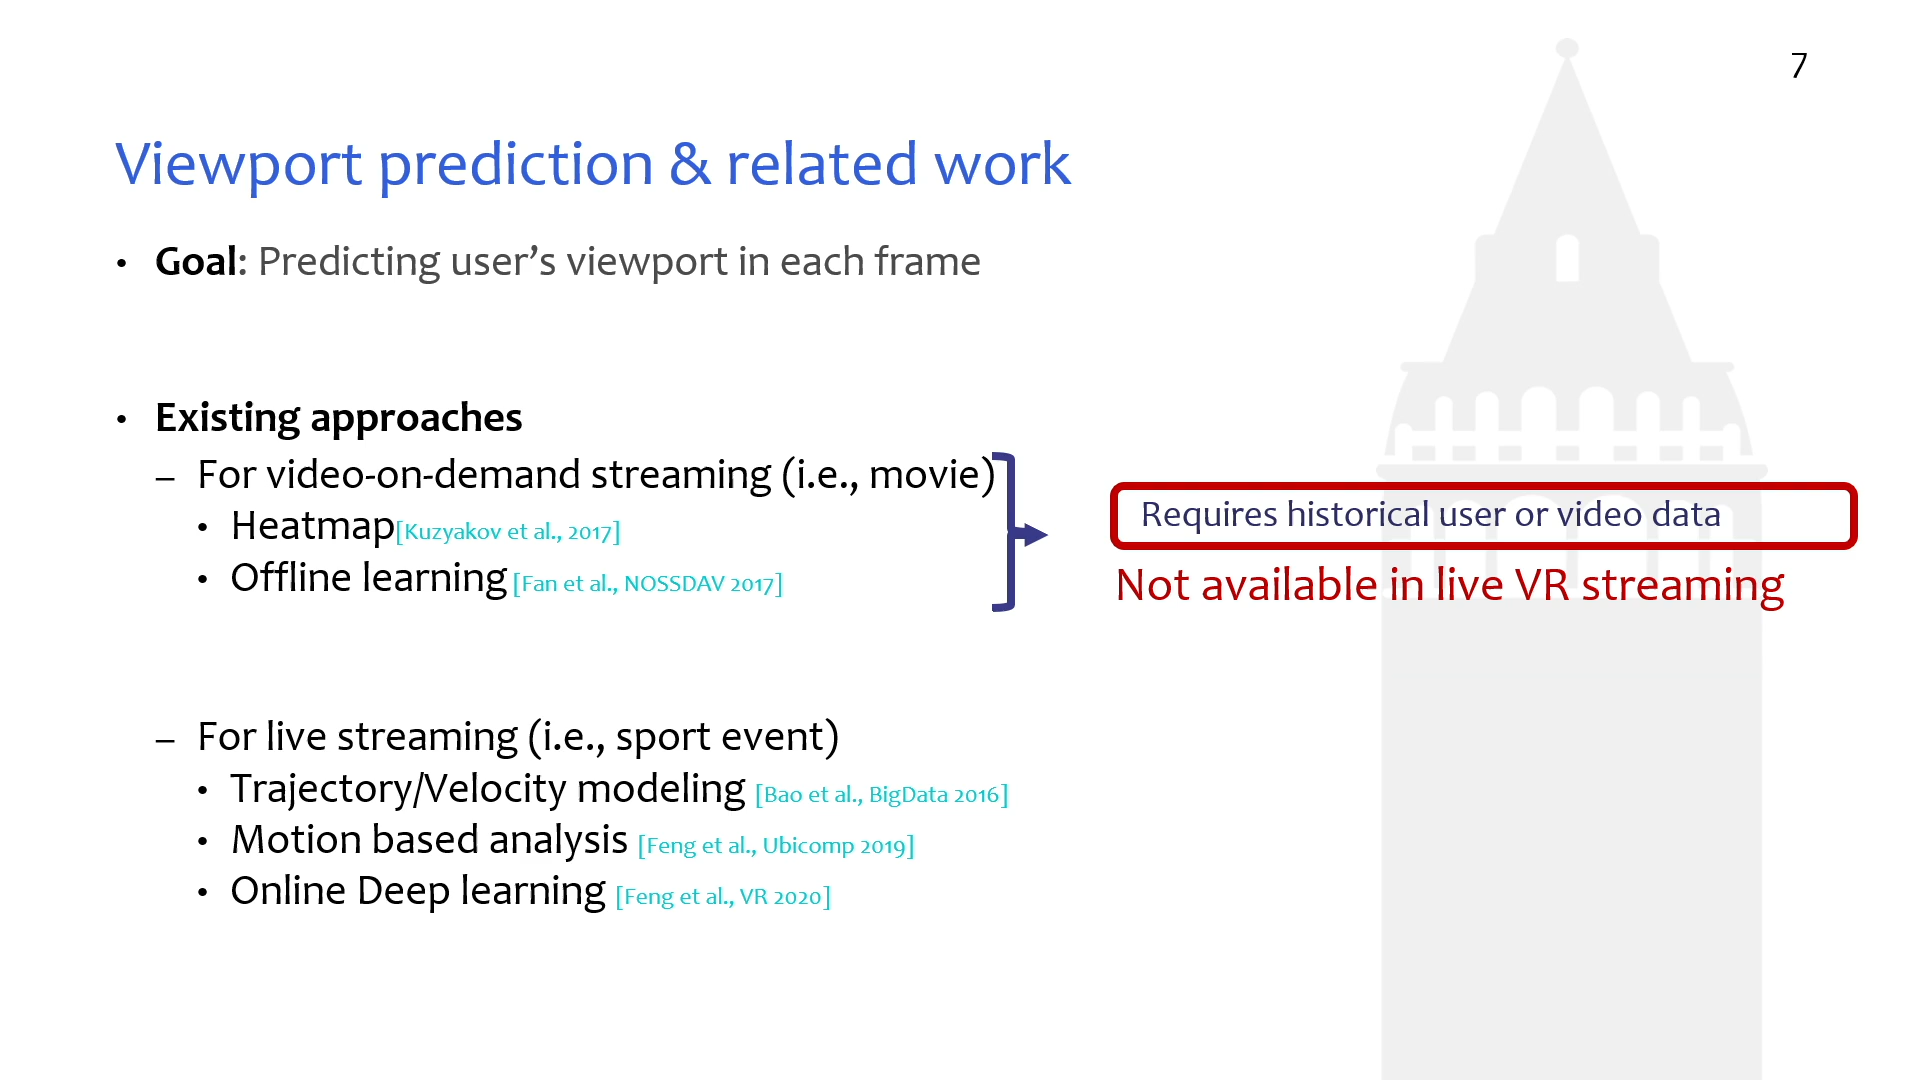 7
Viewport prediction & related work
• Goal: Predicting user’s viewport in each frame
• Existing approaches
– For video-on-demand streaming (i.e., movie)
• Heatmap[Kuzyakov et al., 2017]
• Offline learning [Fan et al., NOSSDAV 2017]
Requires historical user or video data
Not available in live VR streaming
– For live streaming (i.e., sport event)
• Trajectory/Velocity modeling [Bao et al., BigData 2016]
• Motion based analysis [Feng et al., Ubicomp 2019]
• Online Deep learning [Feng et al., VR 2020]